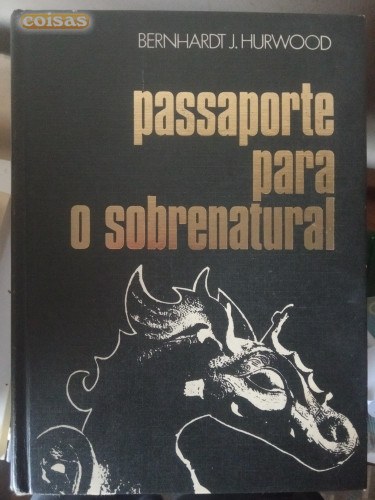 coisas
BERNHARDT J. HURWOOD
passaporte
para
o sobrenatural